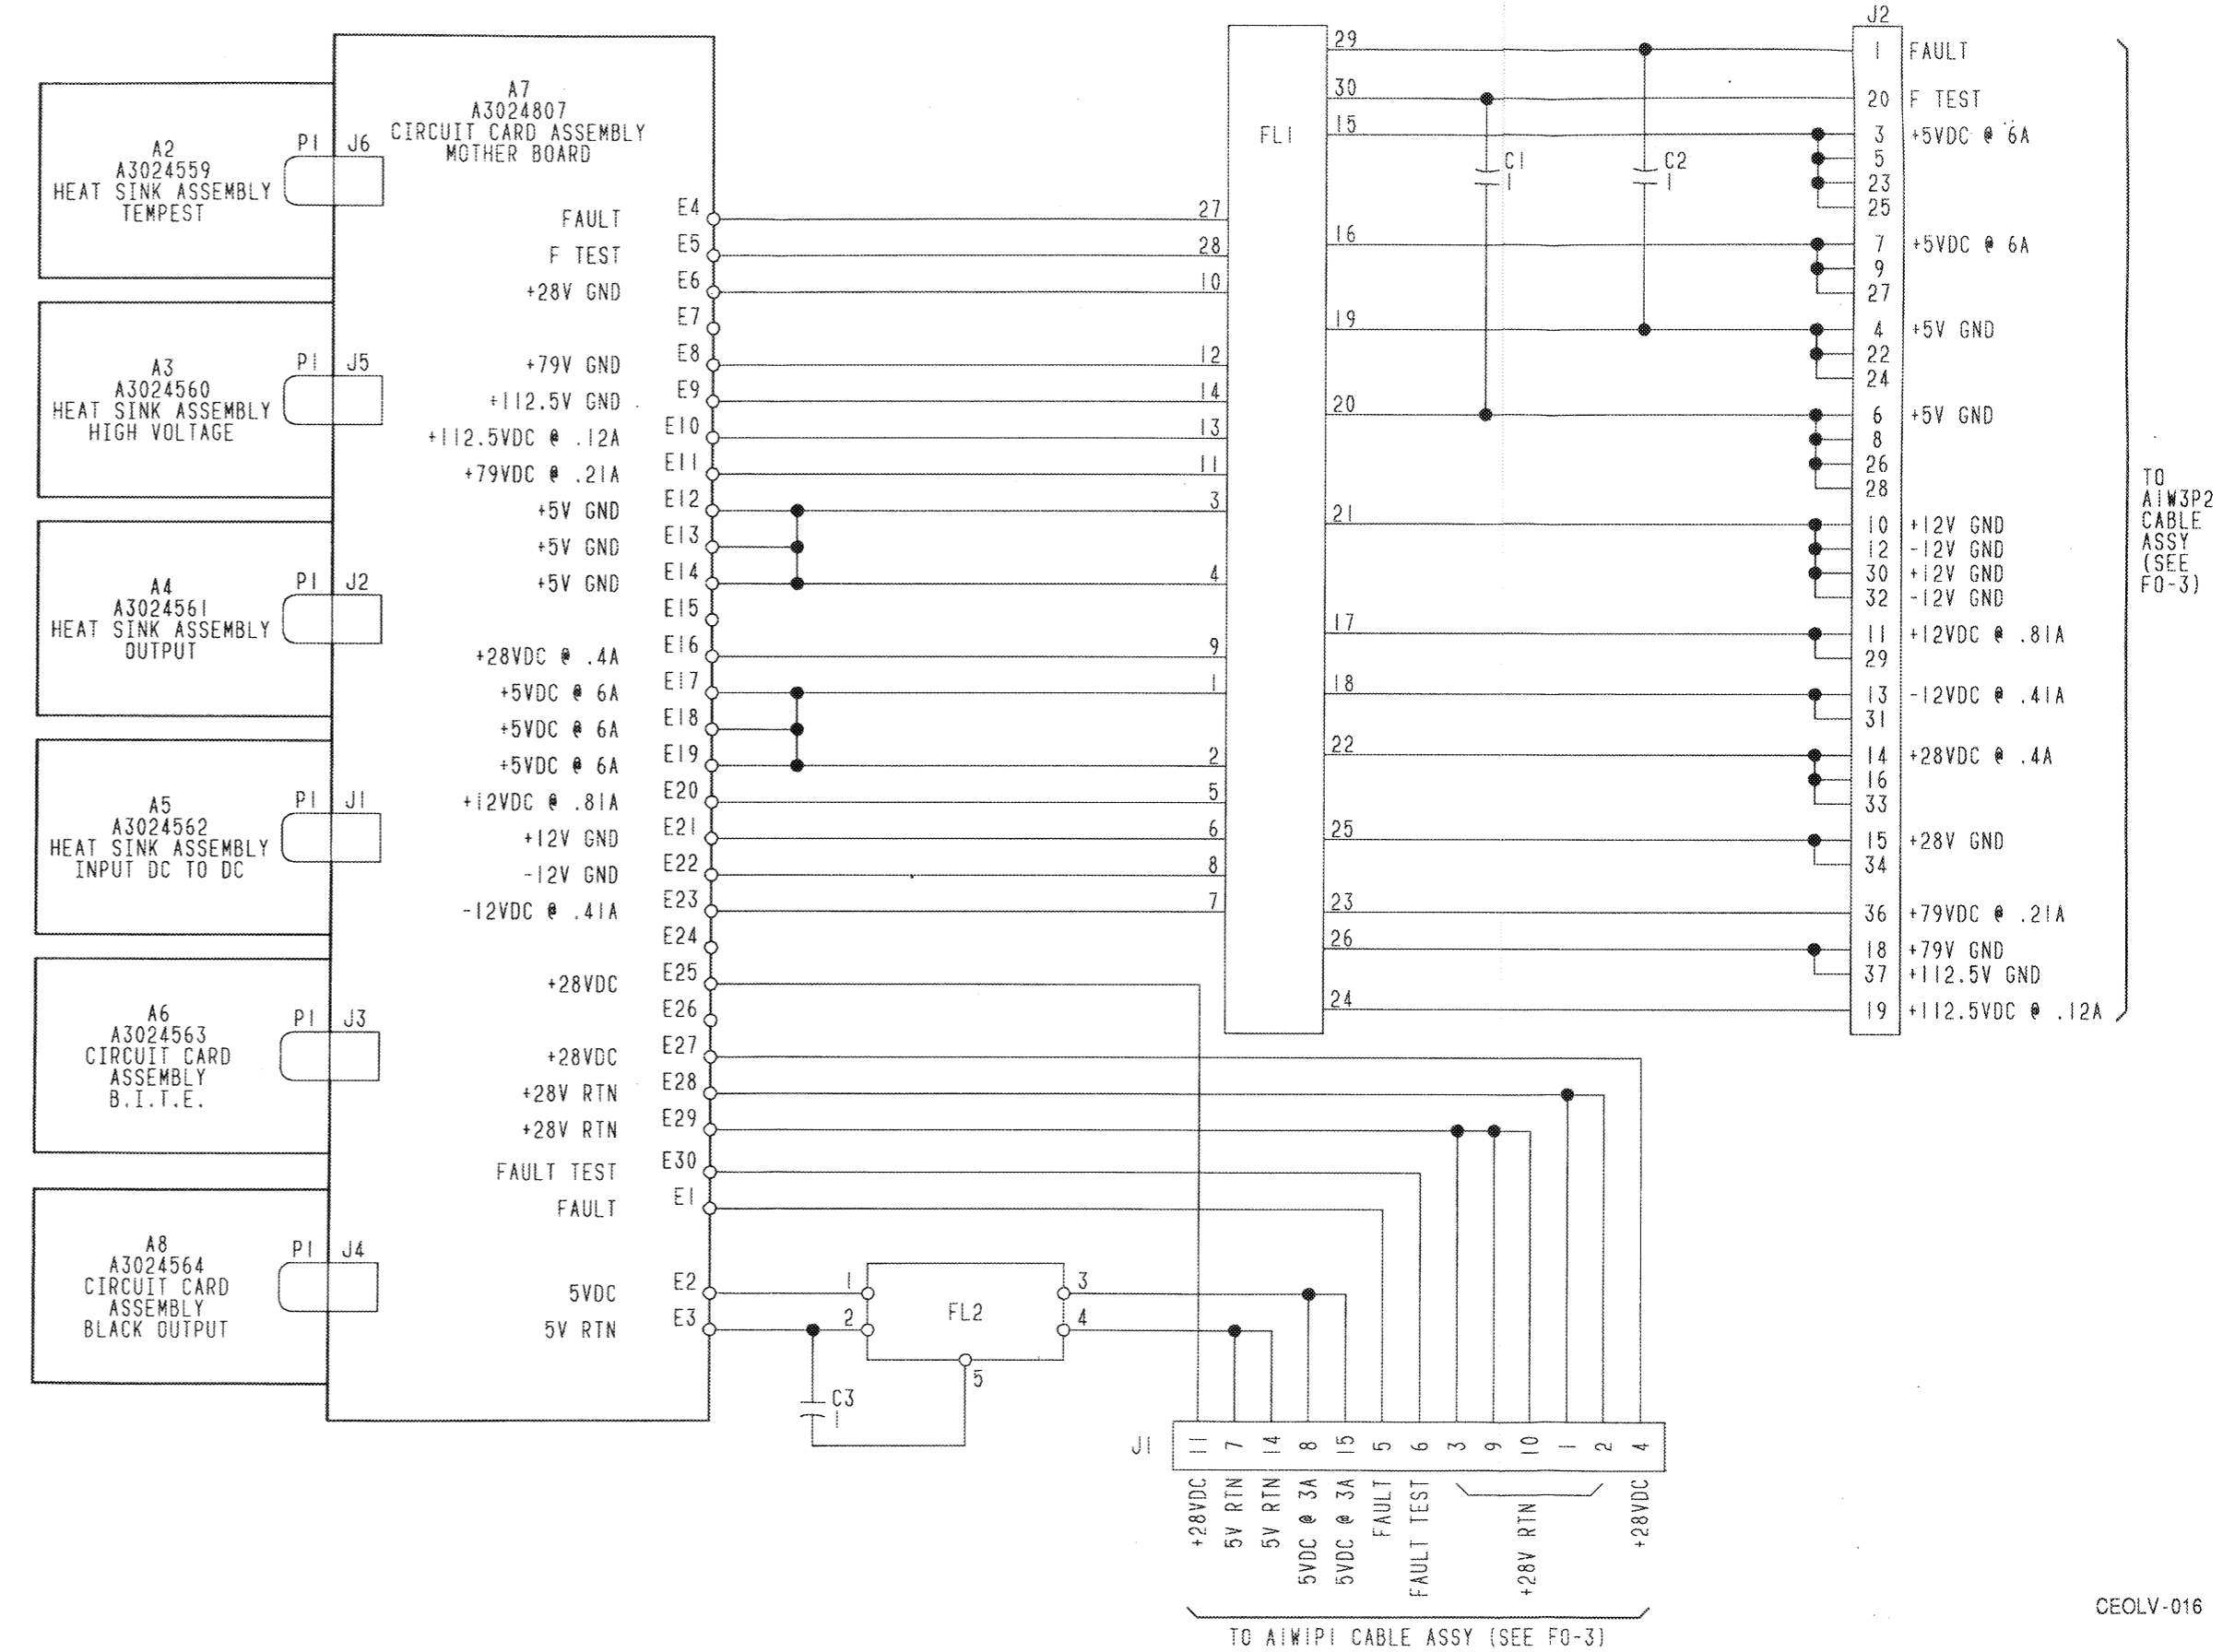 A2
A3024559
HEAT SINK ASSEMBLY
TEMPEST
P1 J6
A3
A3024560
HEAT SINK ASSEMBLY
HIGH VOLTAGE
P1 J5
A4
A3024561
HEAT SINK ASSEMBLY
OUTPUT
P1 J2
A5
A3024562
HEAT SINK ASSEMBLY
INPUT DC TO DC
P1 J1
A6
A3024563
CIRCUIT CARD
ASSEMBLY
B.I.T.E.
P1 J3
A8
A3024564
CIRCUIT CARD
ASSEMBLY
BLACK OUTPUT
P1 J4
A7
A3024807
CIRCUIT CARD ASSEMBLY
MOTHER BOARD
FAULT E4 27
F TEST E5 28
+28V GND E6 10
E7
+79V GND E8 12
+112.5V GND E9 14
+112.5VDC @ .12A E10 13
+79VDC @ .21A E11 11
+5V GND E12 3
+5V GND E13
+5V GND E14 4
E15
+28VDC @ .4A E16 9
+5VDC @ 6A E17 1
+5VDC @ 6A E18
+5VDC @ 6A E19 2
+12VDC @ .81A E20 5
+12V GND E21 6
-12V GND E22 8
-12VDC @ .41A E23 7
E24
+28VDC E25
E26
+28VDC E27
+28V RTN E28
+28V RTN E29
FAULT TEST E30
FAULT E1
5VDC E2 1
5V RTN E3 2
FL2
3
4
5
C3
1
FL1
C1
1
C2
1
J2
29 1 FAULT
30 20 F TEST
15 3 +5VDC @ 6A
5
23
25
16 7 +5VDC @ 6A
9
27
19 4 +5V GND
22
24
20 6 +5V GND
8
26
28
21 10 +12V GND
12 -12V GND
30 +12V GND
32 -12V GND
17 11 +12VDC @ .81A
29
18 13 -12VDC @ .41A
31
22 14 +28VDC @ .4A
16
33
25 15 +28V GND
34
23 36 +79VDC @ .21A
26 18 +79V GND
37 +112.5V GND
24 19 +112.5VDC @ .12A
TO
A1W3P2
CABLE
ASSY
(SEE
FO-3)
J1
11 7 14 8 15 5 6 3 9 10 1 2 4
+28VDC
5V RTN
5V RTN
5VDC @ 3A
5VDC @ 3A
FAULT
FAULT TEST
+28V RTN
+28VDC
TO A1W1P1 CABLE ASSY (SEE FO-3)
CEOLV-016